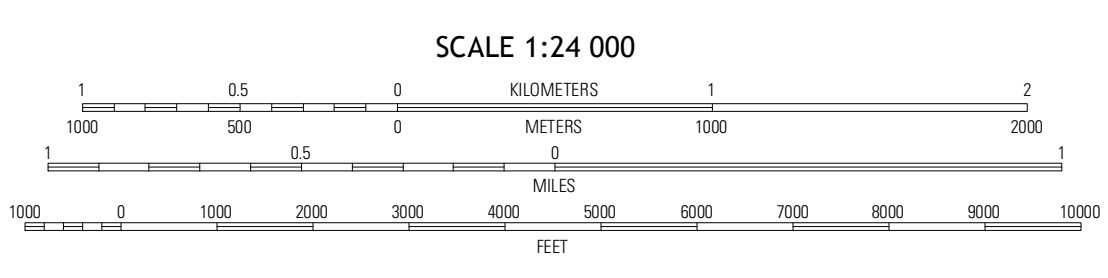 SCALE 1:24 000
1 0.5 0 KILOMETERS 1 2
1000 500 0 METERS 1000 2000
1 0.5 0 1
MILES
1000 0 1000 2000 3000 4000 5000 6000 7000 8000 9000 10000
FEET